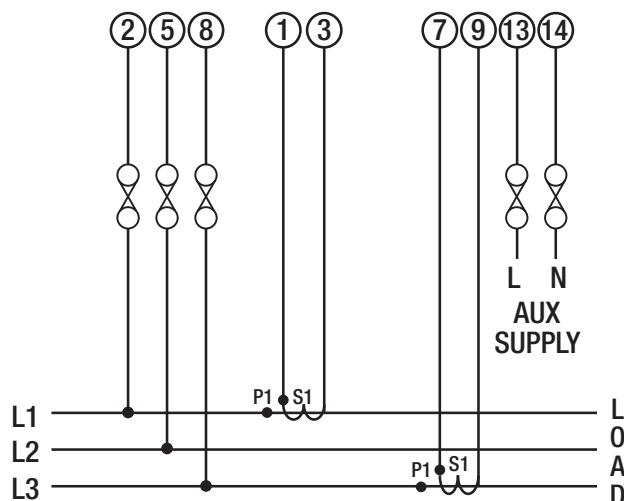 2 5 8 1 3 7 9 13 14
L N
AUX
SUPPLY
P1 S1
L1
L2
P1 S1
L3
L
O
A
D